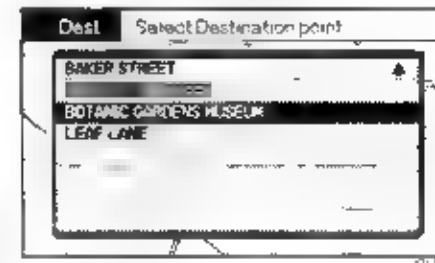 Dest Select Destination point
BAKER STREET
BOTANIC GARDENS MUSEUM
LEAF LANE